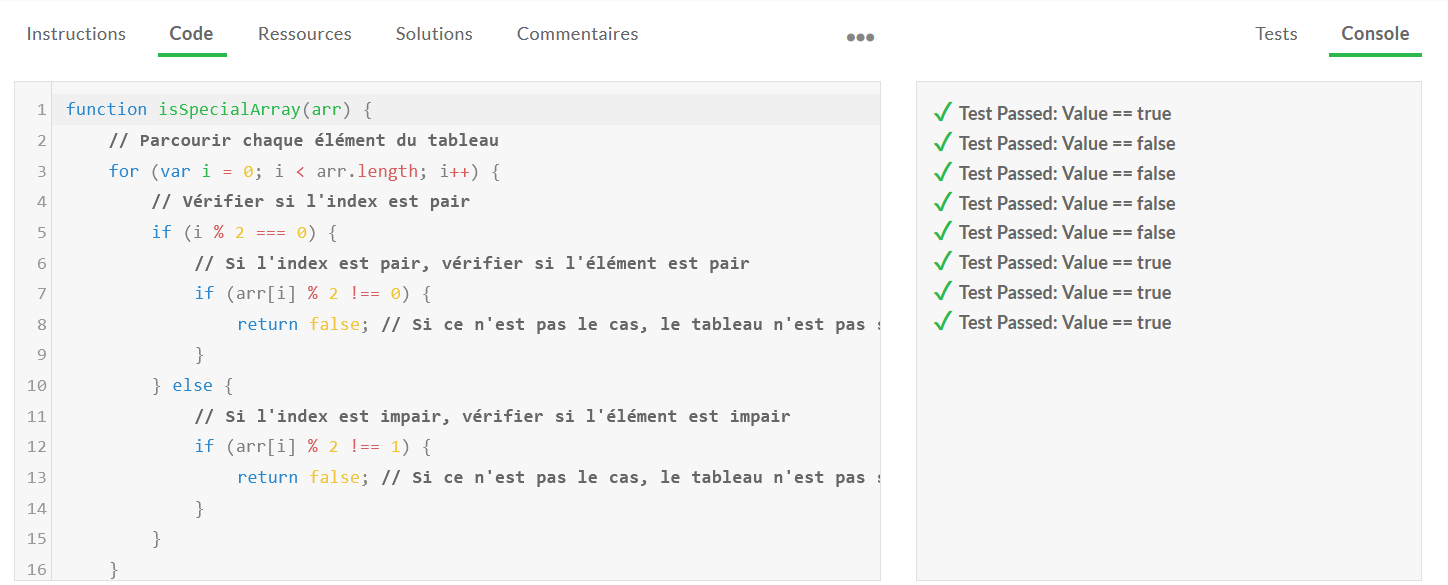 Instructions Code Ressources Solutions Commentaires ••• Tests Console
1 function isSpecialArray(arr) {
2 // Parcourir chaque élément du tableau
3 for (var i = 0; i < arr.length; i++) {
4 // Vérifier si l'index est pair
5 if (i % 2 === 0) {
6 // Si l'index est pair, vérifier si l'élément est pair
7 if (arr[i] % 2 !== 0) {
8 return false; // Si ce n'est pas le cas, le tableau n'est pas
9 }
10 } else {
11 // Si l'index est impair, vérifier si l'élément est impair
12 if (arr[i] % 2 !== 1) {
13 return false; // Si ce n'est pas le cas, le tableau n'est pas
14 }
15 }
16 }
✓ Test Passed: Value == true
✓ Test Passed: Value == false
✓ Test Passed: Value == false
✓ Test Passed: Value == false
✓ Test Passed: Value == false
✓ Test Passed: Value == true
✓ Test Passed: Value == true
✓ Test Passed: Value == true